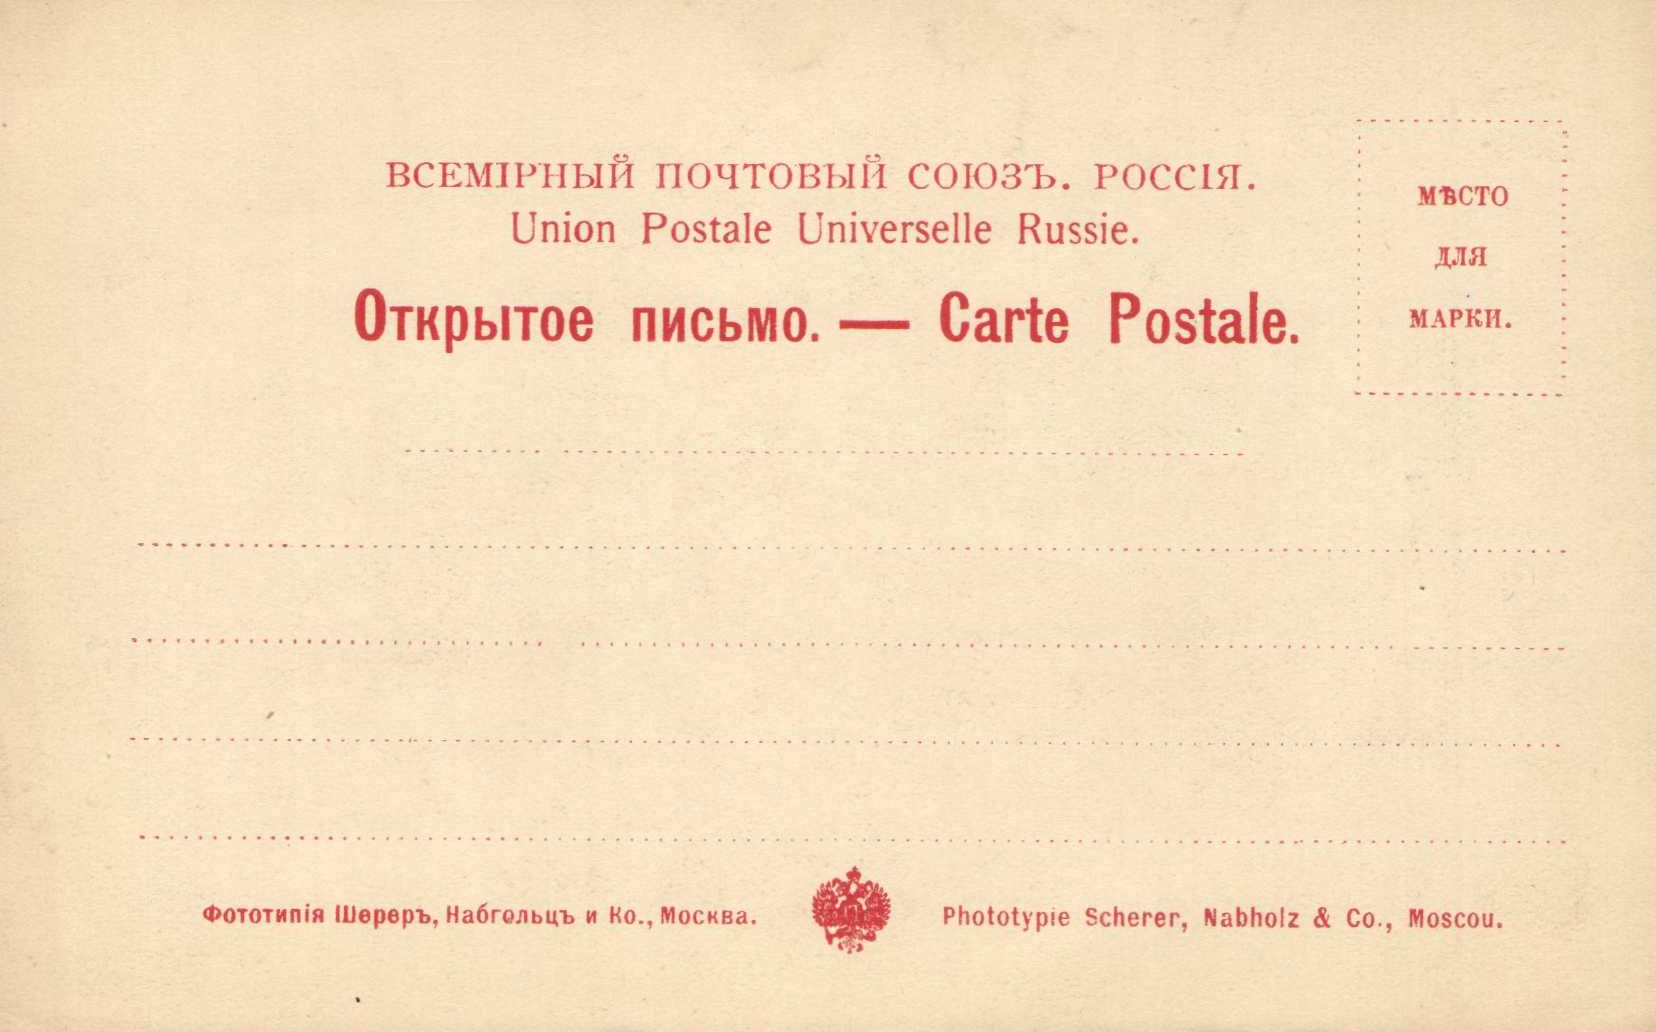 ВСЕМІРНЫЙ ПОЧТОВЫЙ СОЮЗЪ. РОССІЯ.
Union Postale Universelle Russie.
Открытое письмо. — Carte Postale.
МѢСТО
ДЛЯ
МАРКИ.
Фототипія Шереръ, Набгольцъ и Ко., Москва.
Phototypie Scherer, Nabholz & Co., Moscou.